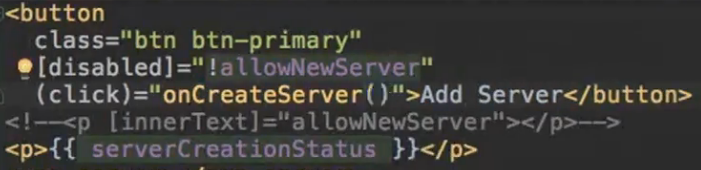 <button
class="btn btn-primary"
[disabled]="!allowNewServer"
(click)="onCreateServer()">Add Server</button>
<!--<p [innerText]="allowNewServer"></p>-->
<p>{{ serverCreationStatus }}</p>